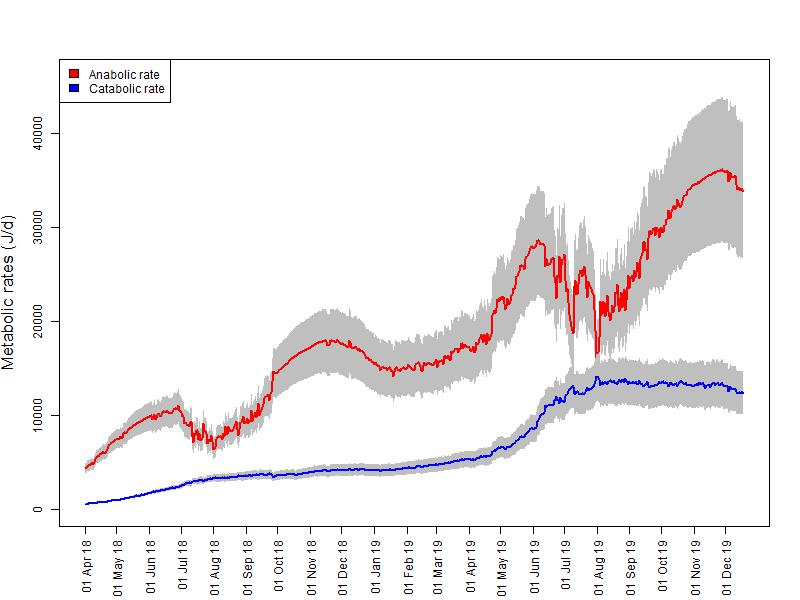 Anabolic rate
Catabolic rate
Metabolic rates (J/d)
40000
30000
20000
10000
0
01 Apr 18
01 May 18
01 Jun 18
01 Jul 18
01 Aug 18
01 Sep 18
01 Oct 18
01 Nov 18
01 Dec 18
01 Jan 19
01 Feb 19
01 Mar 19
01 Apr 19
01 May 19
01 Jun 19
01 Jul 19
01 Aug 19
01 Sep 19
01 Oct 19
01 Nov 19
01 Dec 19